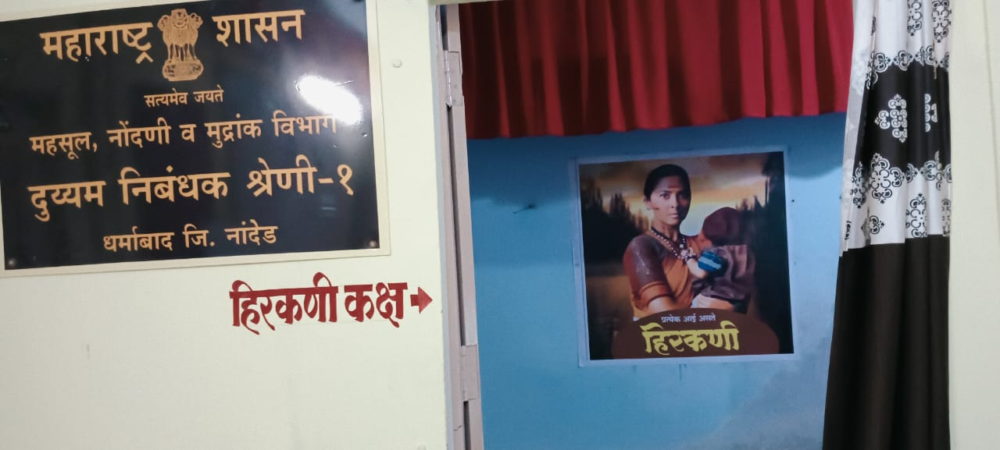 महाराष्ट्र शासन
सत्यमेव जयते
महसूल, नोंदणी व मुद्रांक विभाग
दुय्यम निबंधक श्रेणी-१
धर्माबाद जि. नांदेड
हिरकणी कक्ष
प्रत्येक आई असते
हिरकणी